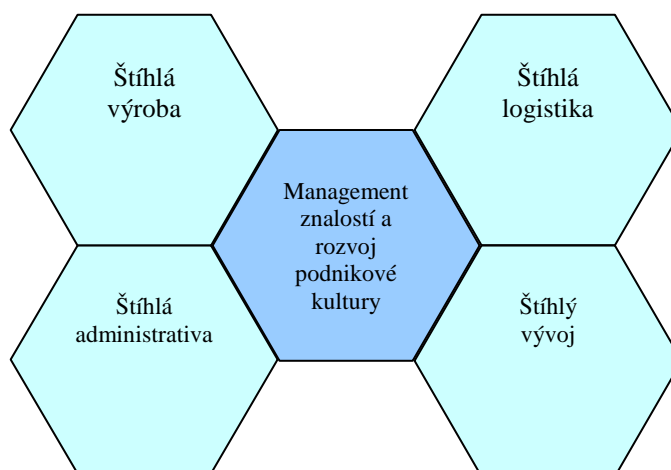 Štíhlá
výroba
Štíhlá
logistika
Management
znalostí a
rozvoj
podnikové
kultury
Štíhlá
administrativa
Štíhlý
vývoj